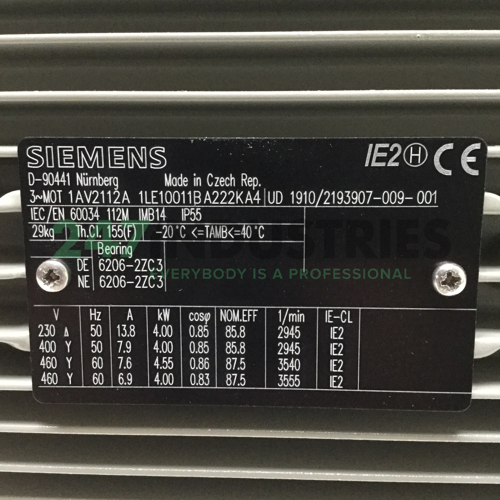 SIEMENS IE2 H CE
D-90441 Nürnberg Made in Czech Rep.
3~MOT 1AV2112A 1LE10011BA222KA4 UD 1910/2193907-009-001
IEC/EN 60034 112M IMB14 IP55
29kg Th.Cl. 155(F) -20°C <=TAMB<=40°C
Bearing
DE 6206-2ZC3
NE 6206-2ZC3
V Hz A kW cosφ NOM.EFF 1/min IE-CL
230 ∆ 50 13.8 4.00 0.85 85.8 2945 IE2
400 Y 50 7.9 4.00 0.85 85.8 2945 IE2
460 Y 60 7.6 4.55 0.86 87.5 3540 IE2
460 Y 60 6.9 4.00 0.83 87.5 3555 IE2
247 INDUSTRIES
EVERYBODY IS A PRIORITY